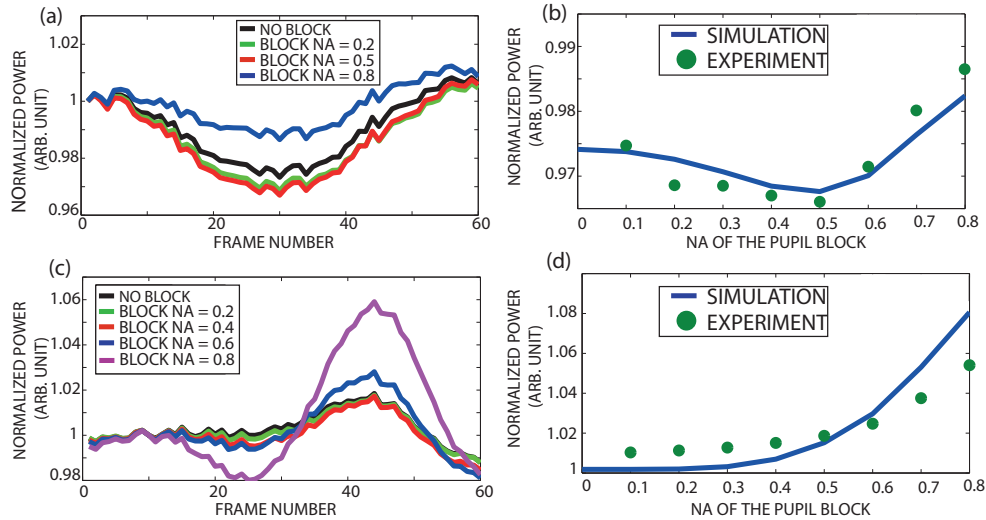 (a)
NORMALIZED POWER
(ARB. UNIT)
1.02
1
0.98
0.97
0.96
NO BLOCK
BLOCK NA = 0.2
BLOCK NA = 0.5
BLOCK NA = 0.8
0 20 40 60
FRAME NUMBER
(b)
NORMALIZED POWER
(ARB. UNIT)
0.99
0.98
0.97
SIMULATION
EXPERIMENT
0 0.1 0.2 0.3 0.4 0.5 0.6 0.7 0.8
NA OF THE PUPIL BLOCK
(c)
NORMALIZED POWER
(ARB. UNIT)
1.06
1.04
1.02
1
0.98
NO BLOCK
BLOCK NA = 0.2
BLOCK NA = 0.4
BLOCK NA = 0.6
BLOCK NA = 0.8
0 20 40 60
FRAME NUMBER
(d)
NORMALIZED POWER
(ARB. UNIT)
1.08
1.06
1.04
1.02
1
SIMULATION
EXPERIMENT
0 0.1 0.2 0.3 0.4 0.5 0.6 0.7 0.8
NA OF THE PUPIL BLOCK